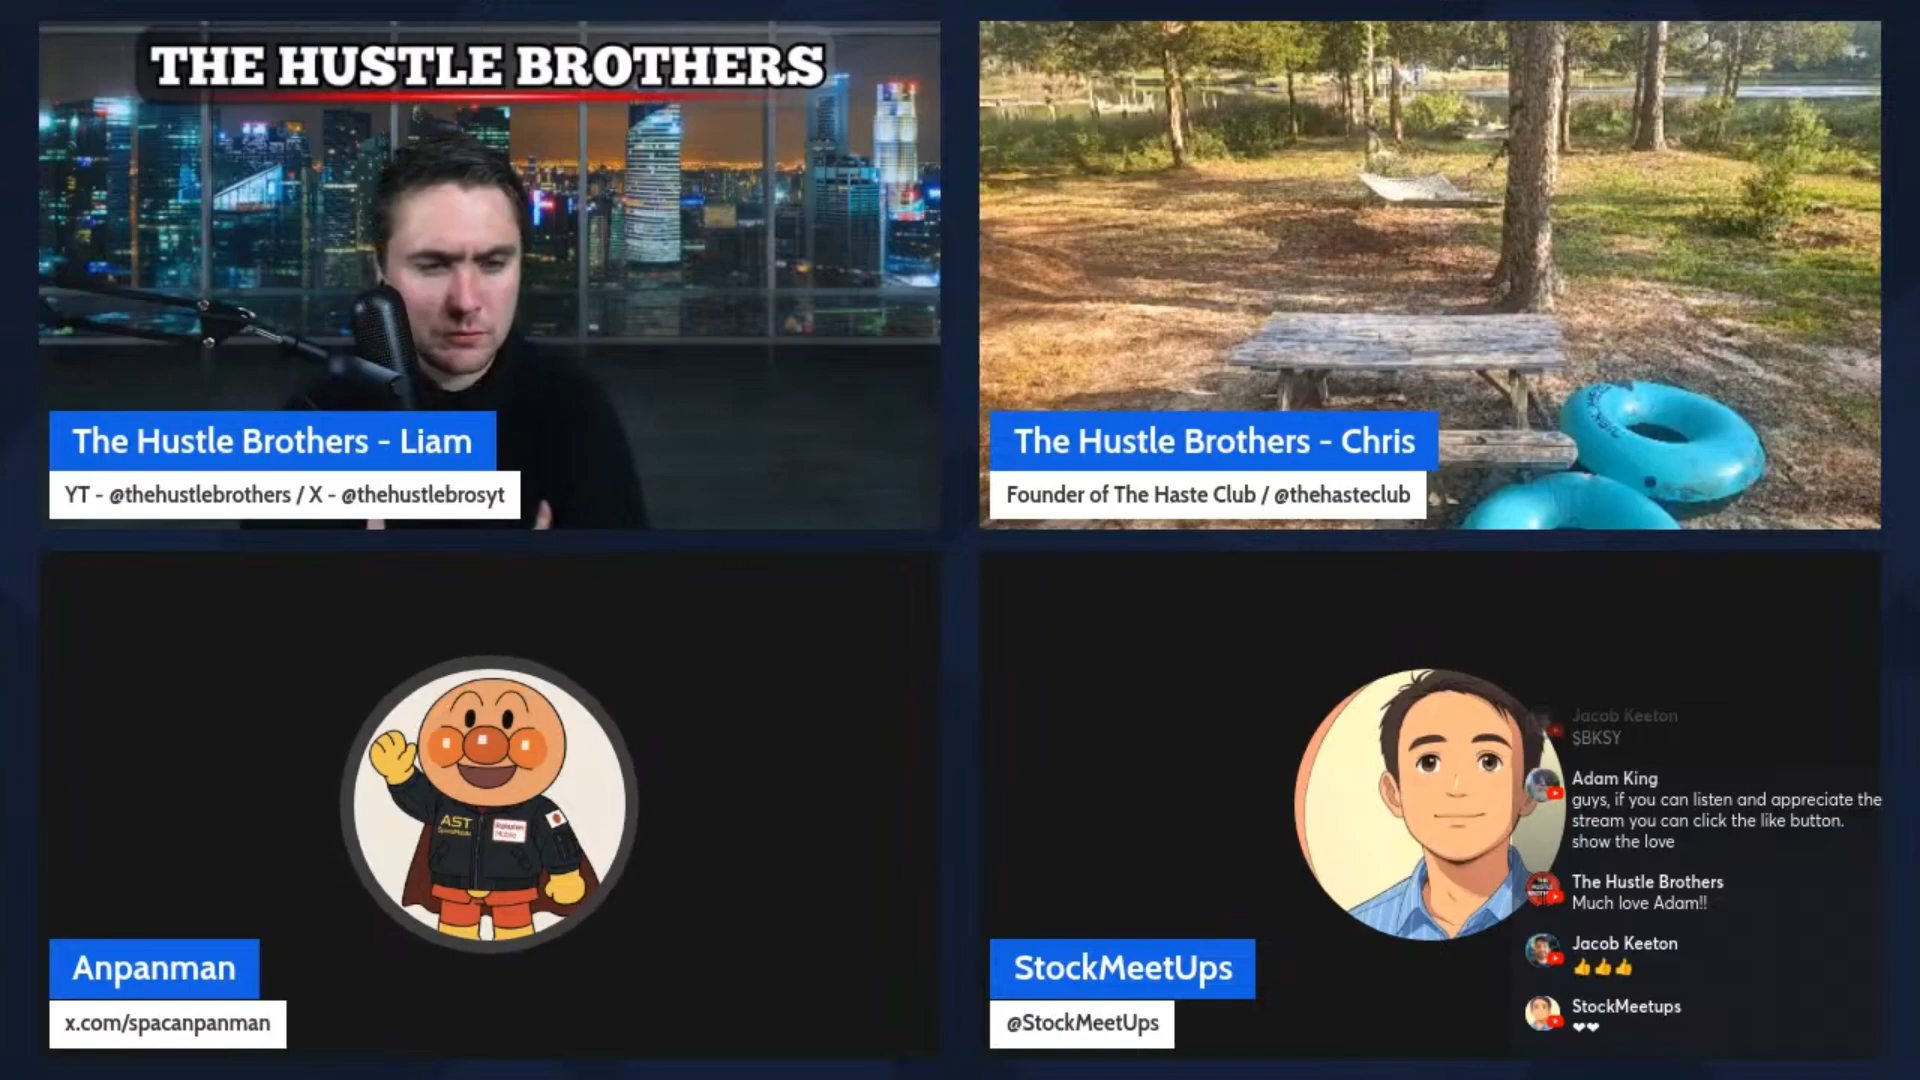 THE HUSTLE BROTHERS
The Hustle Brothers - Liam
YT - @thehustlebrothers / X - @thehustlebrosyt
The Hustle Brothers - Chris
Founder of The Haste Club / @thehasteclub
AST
SpaceMobile
Rakuten
Mobile
Anpanman
x.com/spacanpanman
StockMeetUps
@StockMeetUps
Jacob Keeton
$BKSY
Adam King
guys, if you can listen and appreciate the
stream you can click the like button.
show the love
The Hustle Brothers
Much love Adam!!
Jacob Keeton
👍👍👍
StockMeetups
❤❤